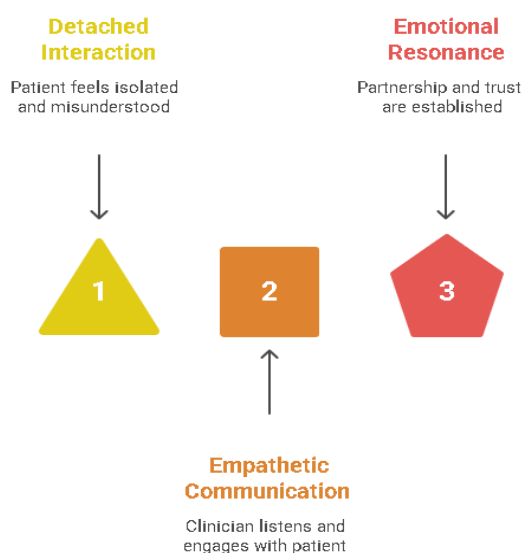 Detached
Interaction
Patient feels isolated
and misunderstood
Emotional
Resonance
Partnership and trust
are established
1
2
3
Empathetic
Communication
Clinician listens and
engages with patient